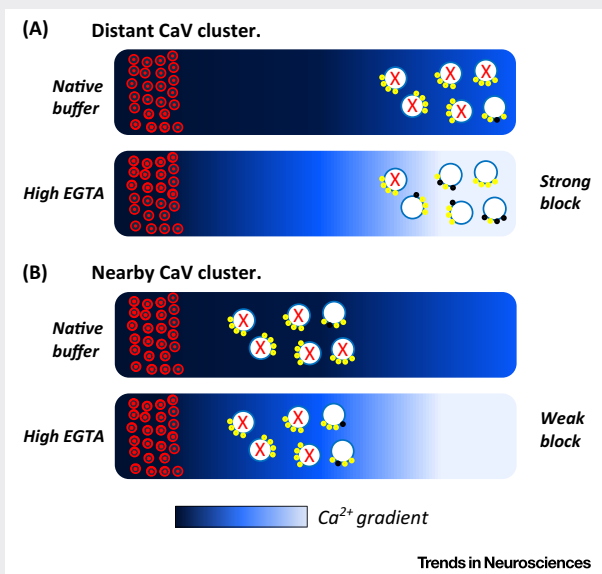 (A) Distant CaV cluster.
Native
buffer
X X X
X X
High EGTA
X
Strong
block
(B) Nearby CaV cluster.
Native
buffer
X X
X X X
High EGTA
X X
X X
Weak
block
Ca²⁺ gradient
Trends in Neurosciences